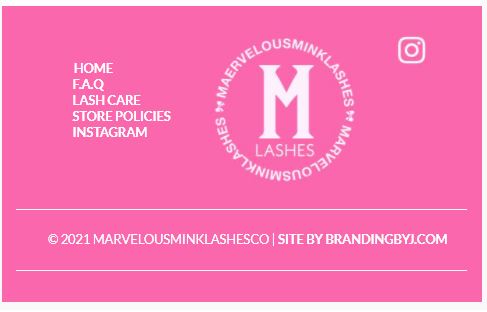 HOME
F.A.Q
LASH CARE
STORE POLICIES
INSTAGRAM
MAERVELOUSMINKLASHES
MARVELOUSMINKLASHES
M
LASHES
© 2021 MARVELOUSMINKLASHESCO | SITE BY BRANDINGBYJ.COM